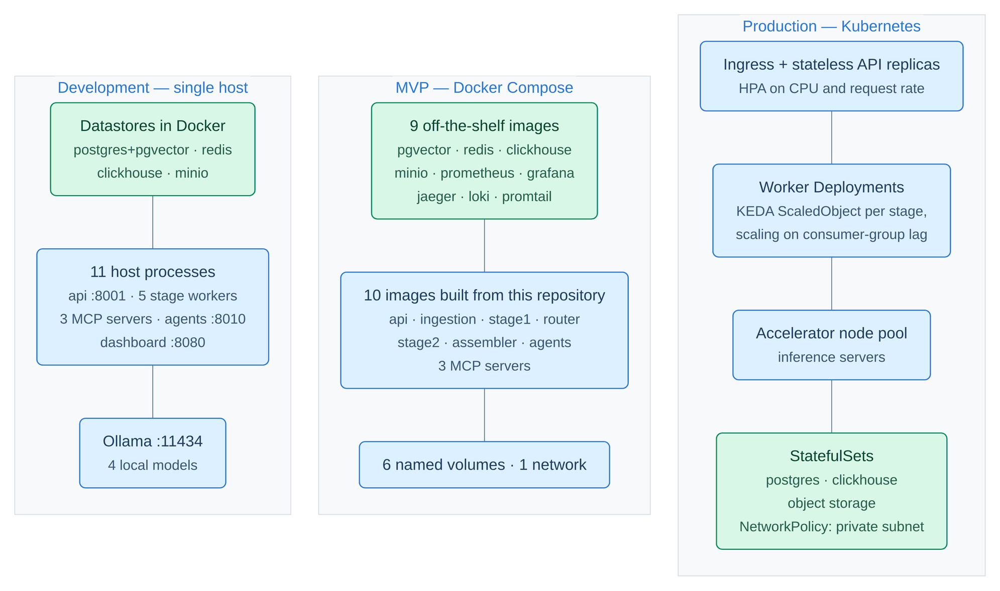 Development — single host
Datastores in Docker
postgres+pgvector · redis
clickhouse · minio
11 host processes
api :8001 · 5 stage workers
3 MCP servers · agents :8010
dashboard :8080
Ollama :11434
4 local models
MVP — Docker Compose
9 off-the-shelf images
pgvector · redis · clickhouse
minio · prometheus · grafana
jaeger · loki · promtail
10 images built from this repository
api · ingestion · stage1 · router
stage2 · assembler · agents
3 MCP servers
6 named volumes · 1 network
Production — Kubernetes
Ingress + stateless API replicas
HPA on CPU and request rate
Worker Deployments
KEDA ScaledObject per stage,
scaling on consumer-group lag
Accelerator node pool
inference servers
StatefulSets
postgres · clickhouse
object storage
NetworkPolicy: private subnet